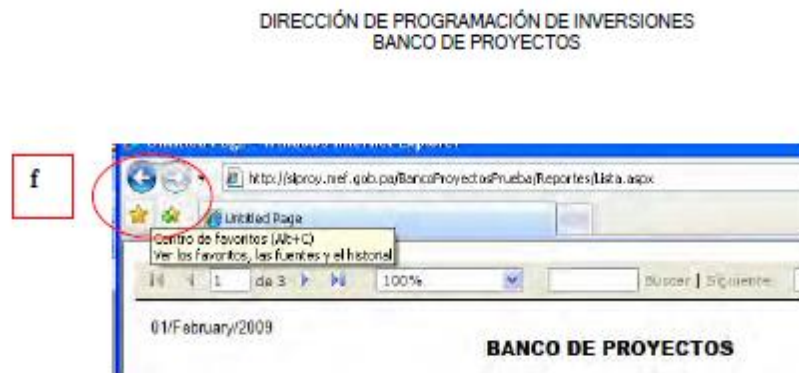 DIRECCIÓN DE PROGRAMACIÓN DE INVERSIONES
BANCO DE PROYECTOS
f
http://siproy.mef.gob.pa/BancoProyectosPrueba/Reportes/Lista.aspx
Untitled Page
Centro de favoritos (Alt+C)
Ver los favoritos, las fuentes y el historial
1 de 3 100% Buscar | Siguiente
01/February/2009
BANCO DE PROYECTOS